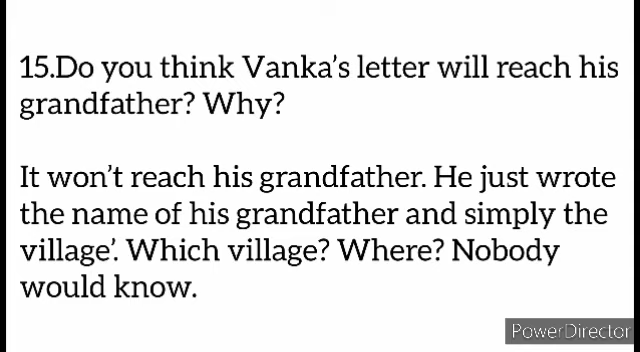 15.Do you think Vanka's letter will reach his
grandfather? Why?
It won't reach his grandfather. He just wrote
the name of his grandfather and simply the
village'. Which village? Where? Nobody
would know.
PowerDirector